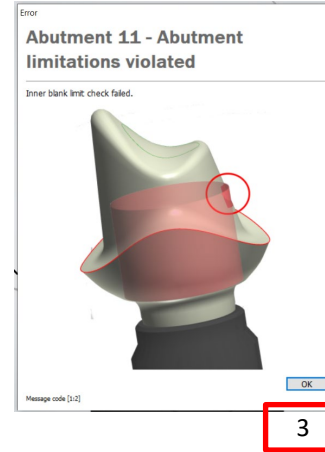 Error
Abutment 11 - Abutment
limitations violated
Inner blank limit check failed.
OK
Message code [1:2]
3